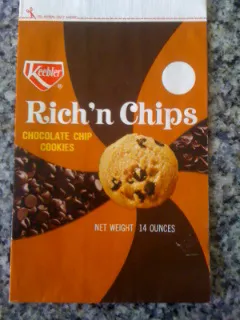 Keebler
Rich'n Chips
CHOCOLATE CHIP
COOKIES
NET WEIGHT 14 OUNCES